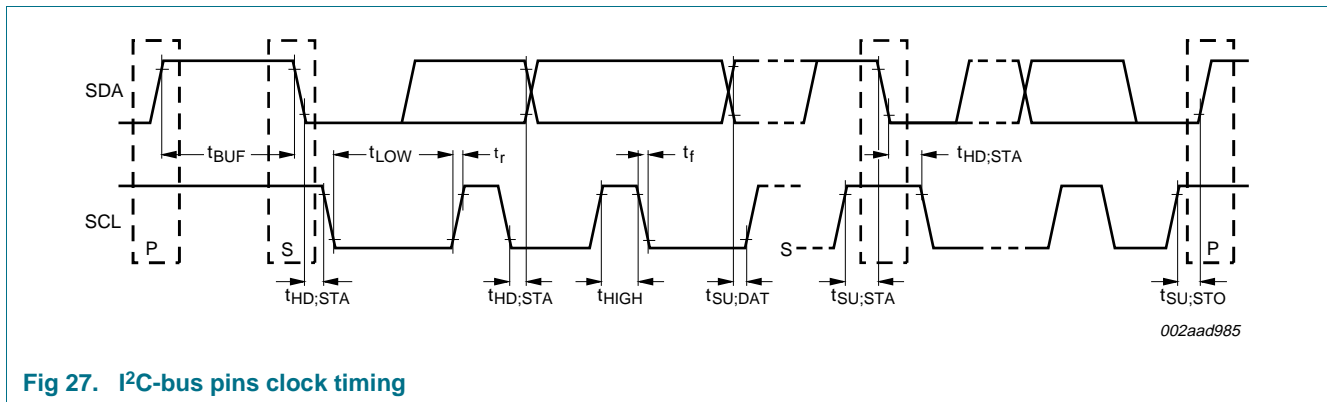 SDA
tBUF
tLOW
tr
tf
tHD;STA
SCL
P
S
S
P
tHD;STA
tHD;STA
tHIGH
tSU;DAT
tSU;STA
tSU;STO
002aad985
Fig 27. I²C-bus pins clock timing